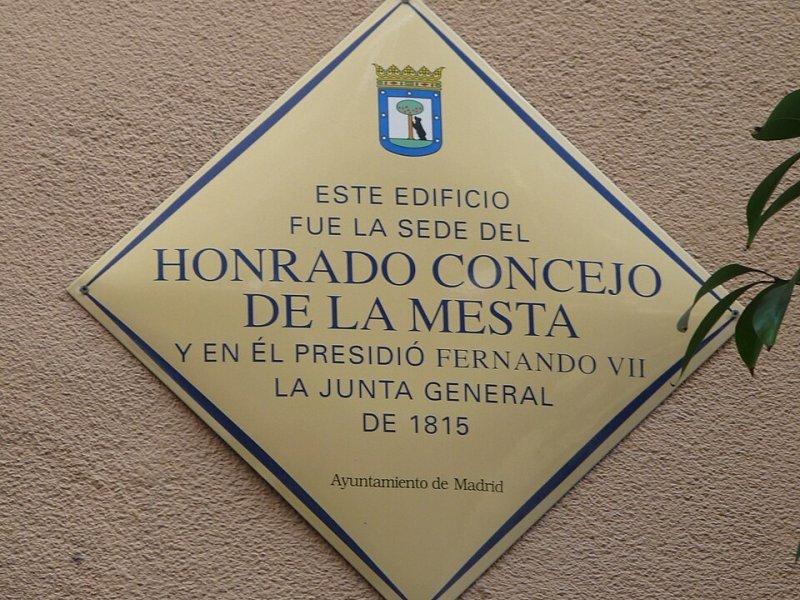 ESTE EDIFICIO
FUE LA SEDE DEL
HONRADO CONCEJO
DE LA MESTA
Y EN ÉL PRESIDIÓ FERNANDO VII
LA JUNTA GENERAL
DE 1815
Ayuntamiento de Madrid